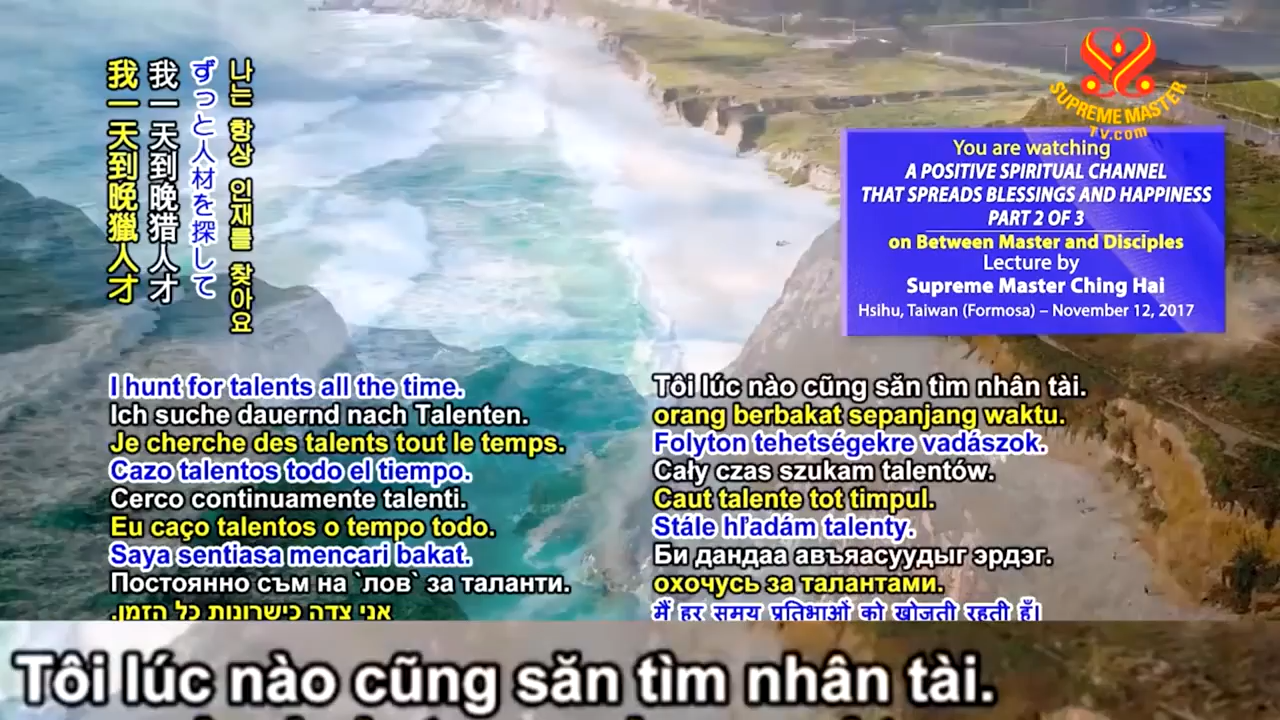 SUPREME MASTER
TV.com
You are watching
A POSITIVE SPIRITUAL CHANNEL
THAT SPREADS BLESSINGS AND HAPPINESS
PART 2 OF 3
on Between Master and Disciples
Lecture by
Supreme Master Ching Hai
Hsihu, Taiwan (Formosa) – November 12, 2017
나는 항상 인재를 찾아요
ずっと人材を探して
我一天到晚猎人才
我一天到晚獵人才
I hunt for talents all the time.
Ich suche dauernd nach Talenten.
Je cherche des talents tout le temps.
Cazo talentos todo el tiempo.
Cerco continuamente talenti.
Eu caço talentos o tempo todo.
Saya sentiasa mencari bakat.
Постоянно съм на `лов` за таланти.
אני צדה כישרונות כל הזמן.
Tôi lúc nào cũng săn tìm nhân tài.
orang berbakat sepanjang waktu.
Folyton tehetségekre vadászok.
Cały czas szukam talentów.
Caut talente tot timpul.
Stále hľadám talenty.
Би дандаа авъяасуудыг эрдэг.
охочусь за талантами.
मैं हर समय प्रतिभाओं को खोजती रहती हूँ।
Tôi lúc nào cũng săn tìm nhân tài.